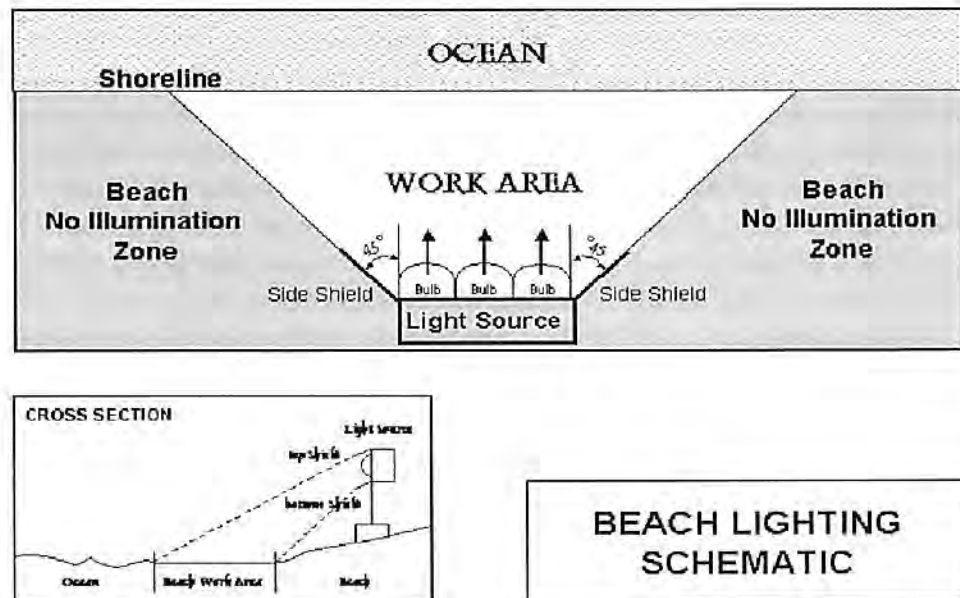 OCEAN
Shoreline
WORK AREA
Beach
No Illumination
Zone
Beach
No Illumination
Zone
45°
°45
Side Shield
Bulb
Bulb
Bulb
Side Shield
Light Source
CROSS SECTION
Light Source
Top Shield
Bottom Shield
Ocean
Beach Work Area
Beach
BEACH LIGHTING
SCHEMATIC